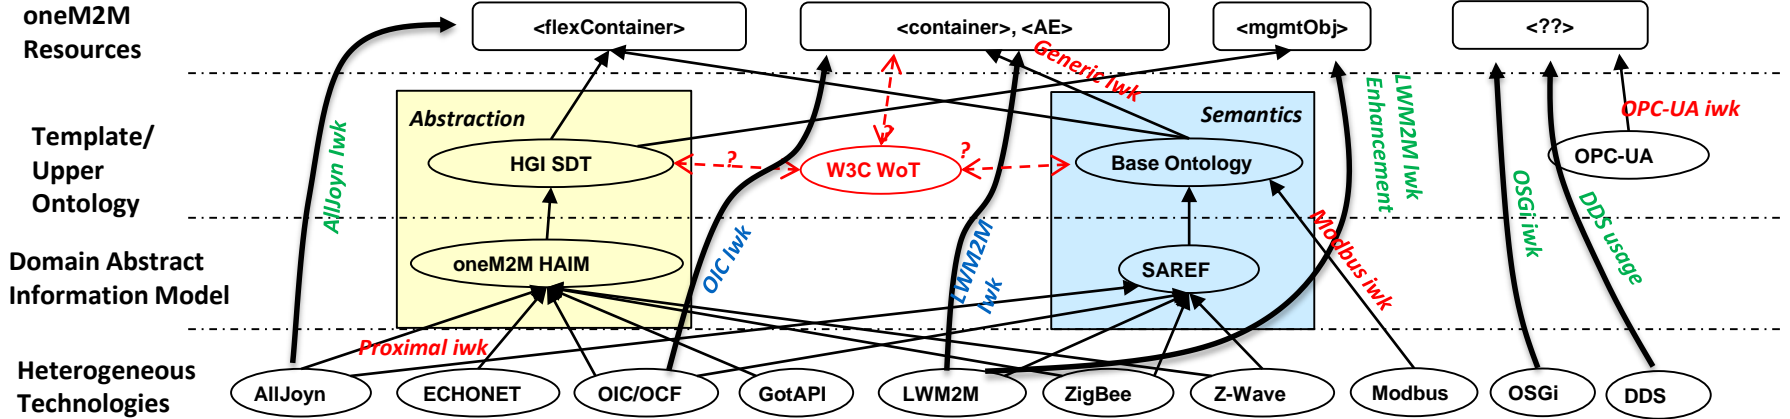 oneM2M
Resources
<flexContainer>
<container>, <AE>
<mgmtObj>
<??>
Generic Iwk
LWM2M Iwk
Enhancement
AllJoyn Iwk
Template/
Upper
Ontology
Abstraction
HGI SDT
?
?
W3C WoT
?
Semantics
Base Ontology
OPC-UA iwk
OPC-UA
OSGi iwk
DDS usage
Domain Abstract
Information Model
oneM2M HAIM
OIC Iwk
LWM2M
Iwk
SAREF
Modbus iwk
Proximal iwk
Heterogeneous
Technologies
AllJoyn
ECHONET
OIC/OCF
GotAPI
LWM2M
ZigBee
Z-Wave
Modbus
OSGi
DDS